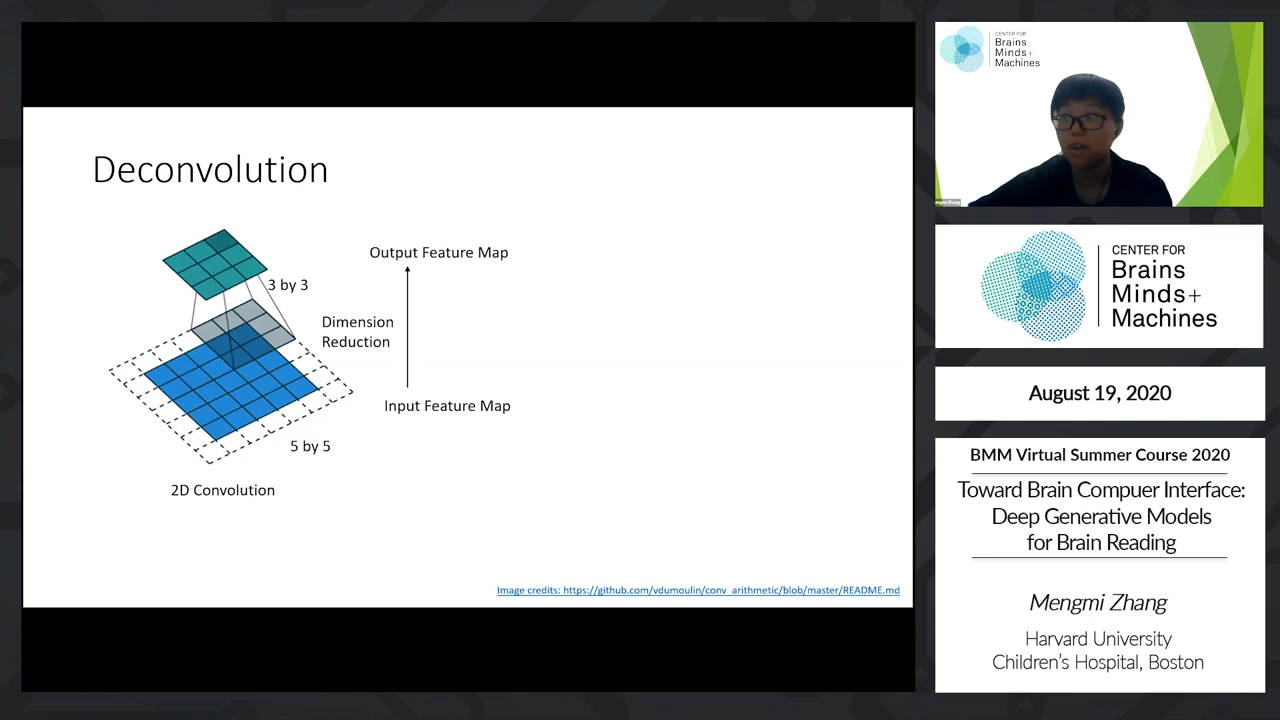 Deconvolution
Output Feature Map
3 by 3
Dimension
Reduction
Input Feature Map
5 by 5
2D Convolution
Image credits: https://github.com/vdumoulin/conv_arithmetic/blob/master/README.md
CENTER FOR
Brains
Minds+
Machines
Mengmi Zhang
CENTER FOR
Brains
Minds+
Machines
August 19, 2020
BMM Virtual Summer Course 2020
Toward Brain Compuer Interface:
Deep Generative Models
for Brain Reading
Mengmi Zhang
Harvard University
Children's Hospital, Boston